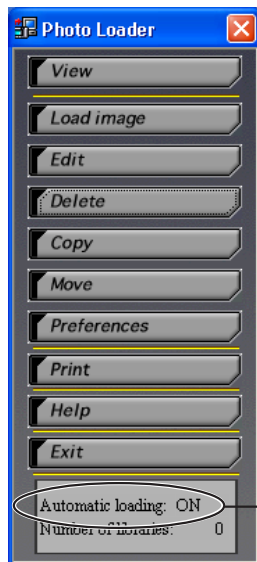 Photo Loader
View
Load image
Edit
Delete
Copy
Move
Preferences
Print
Help
Exit
Automatic loading: ON
Number of libraries: 0